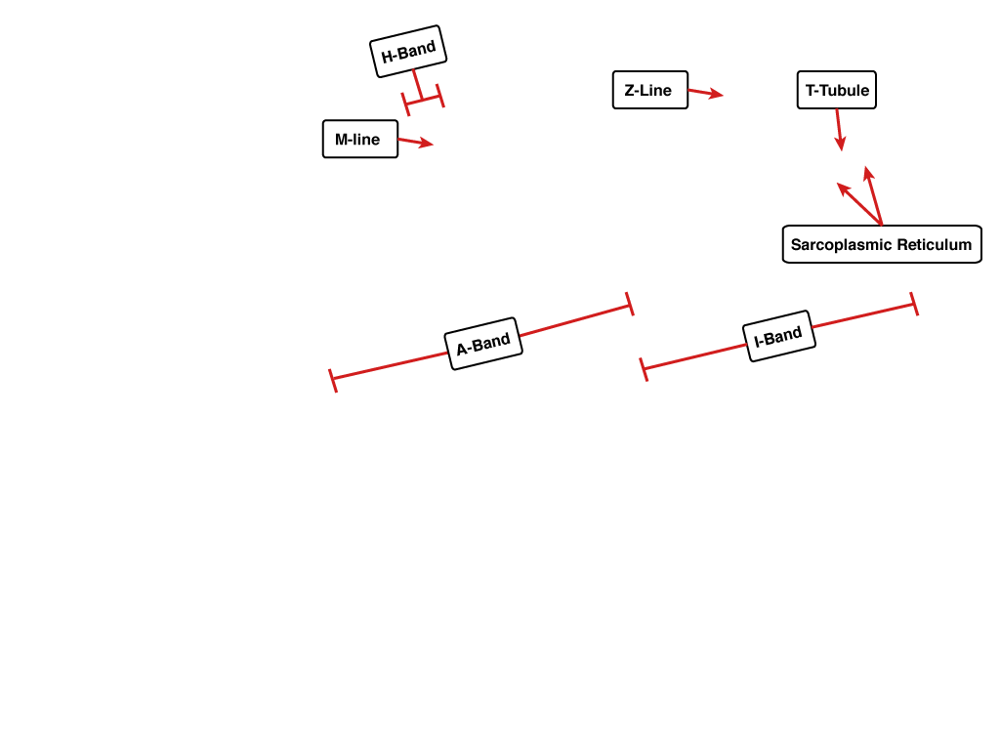 H-Band
Z-Line
T-Tubule
M-line
Sarcoplasmic Reticulum
A-Band
I-Band